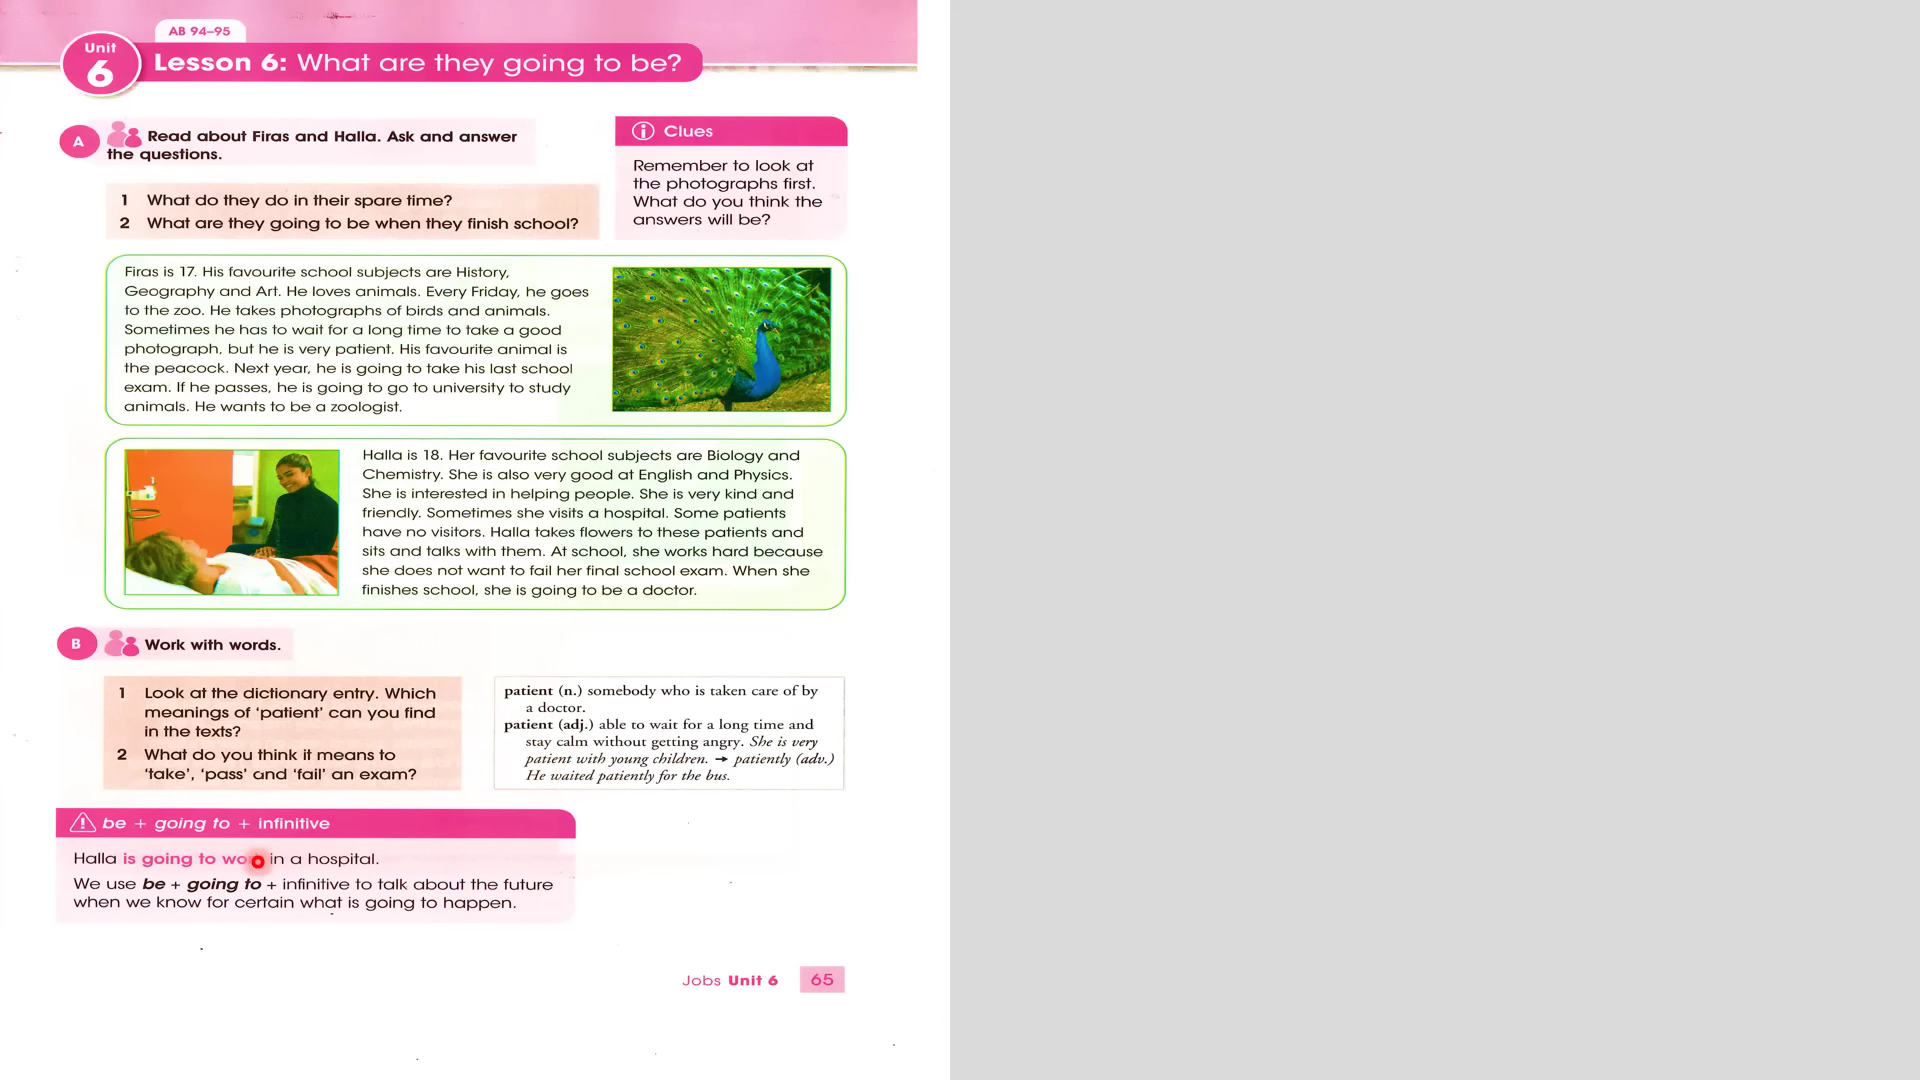 AB 94–95
Unit
6
Lesson 6: What are they going to be?
A
Read about Firas and Halla. Ask and answer
the questions.
1 What do they do in their spare time?
2 What are they going to be when they finish school?
Clues
Remember to look at
the photographs first.
What do you think the
answers will be?
Firas is 17. His favourite school subjects are History,
Geography and Art. He loves animals. Every Friday, he goes
to the zoo. He takes photographs of birds and animals.
Sometimes he has to wait for a long time to take a good
photograph, but he is very patient. His favourite animal is
the peacock. Next year, he is going to take his last school
exam. If he passes, he is going to go to university to study
animals. He wants to be a zoologist.
Halla is 18. Her favourite school subjects are Biology and
Chemistry. She is also very good at English and Physics.
She is interested in helping people. She is very kind and
friendly. Sometimes she visits a hospital. Some patients
have no visitors. Halla takes flowers to these patients and
sits and talks with them. At school, she works hard because
she does not want to fail her final school exam. When she
finishes school, she is going to be a doctor.
B
Work with words.
1 Look at the dictionary entry. Which
meanings of ‘patient’ can you find
in the texts?
2 What do you think it means to
‘take’, ‘pass’ and ‘fail’ an exam?
patient (n.) somebody who is taken care of by
a doctor.
patient (adj.) able to wait for a long time and
stay calm without getting angry. She is very
patient with young children. → patiently (adv.)
He waited patiently for the bus.
be + going to + infinitive
Halla is going to in a hospital.
We use be + going to + infinitive to talk about the future
when we know for certain what is going to happen.
Jobs Unit 6 65